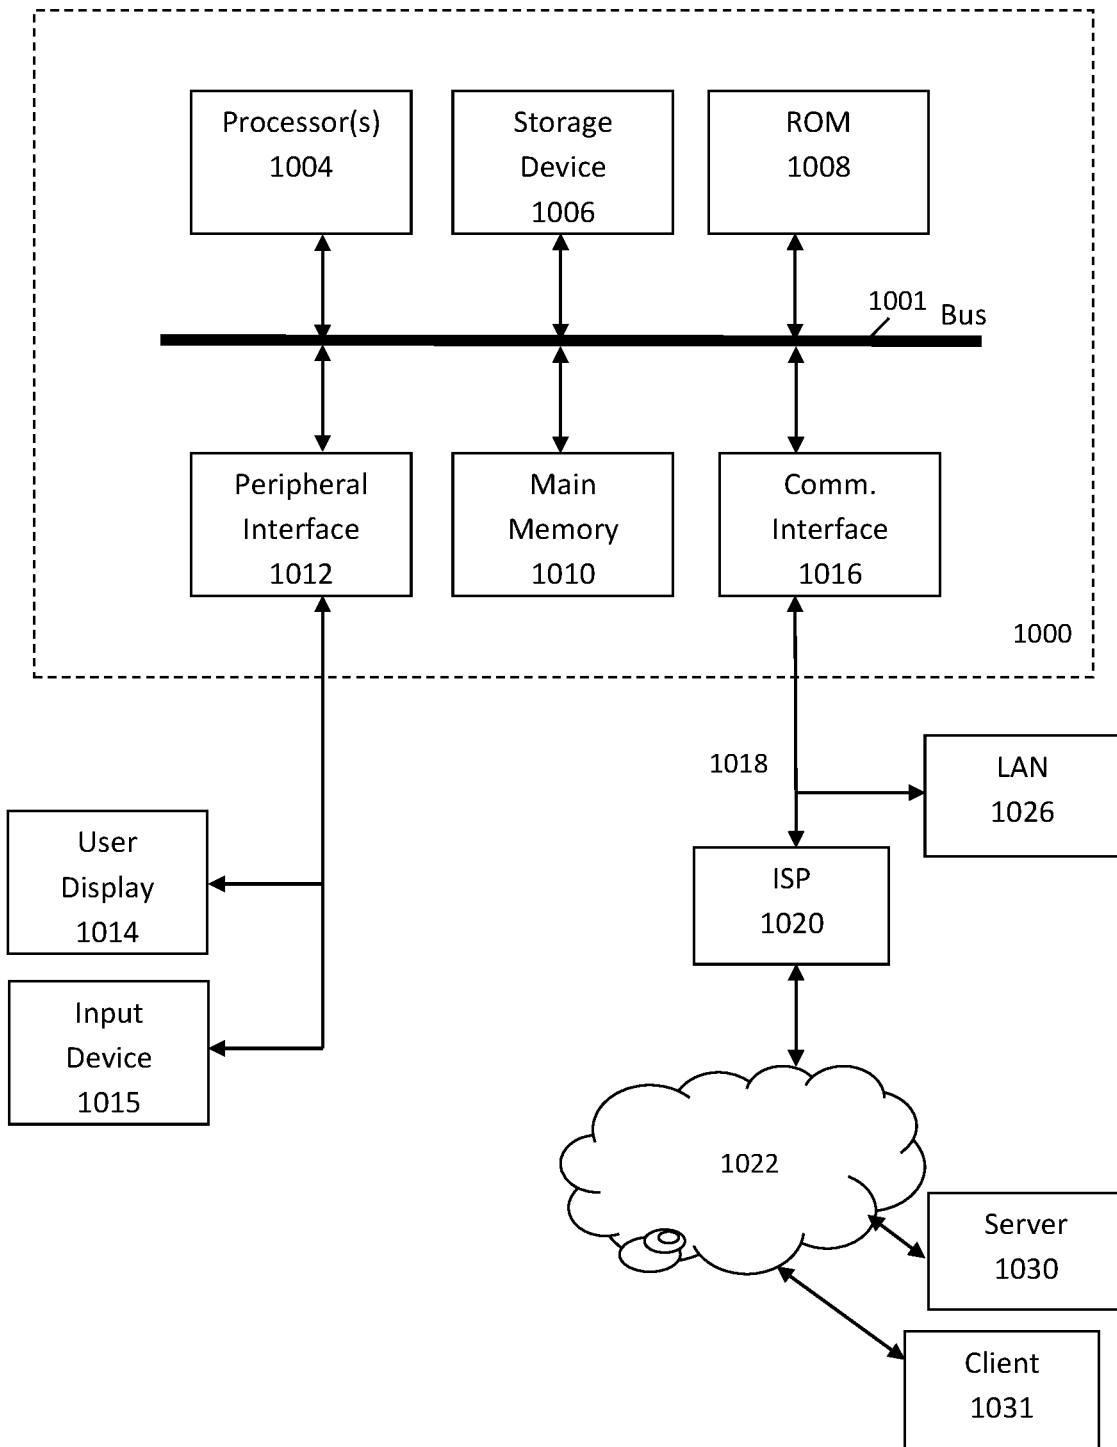 Processor(s)
1004
Storage
Device
1006
ROM
1008
1001
Bus
Peripheral
Interface
1012
Main
Memory
1010
Comm.
Interface
1016
1000
1018
LAN
1026
User
Display
1014
ISP
1020
Input
Device
1015
1022
Server
1030
Client
1031